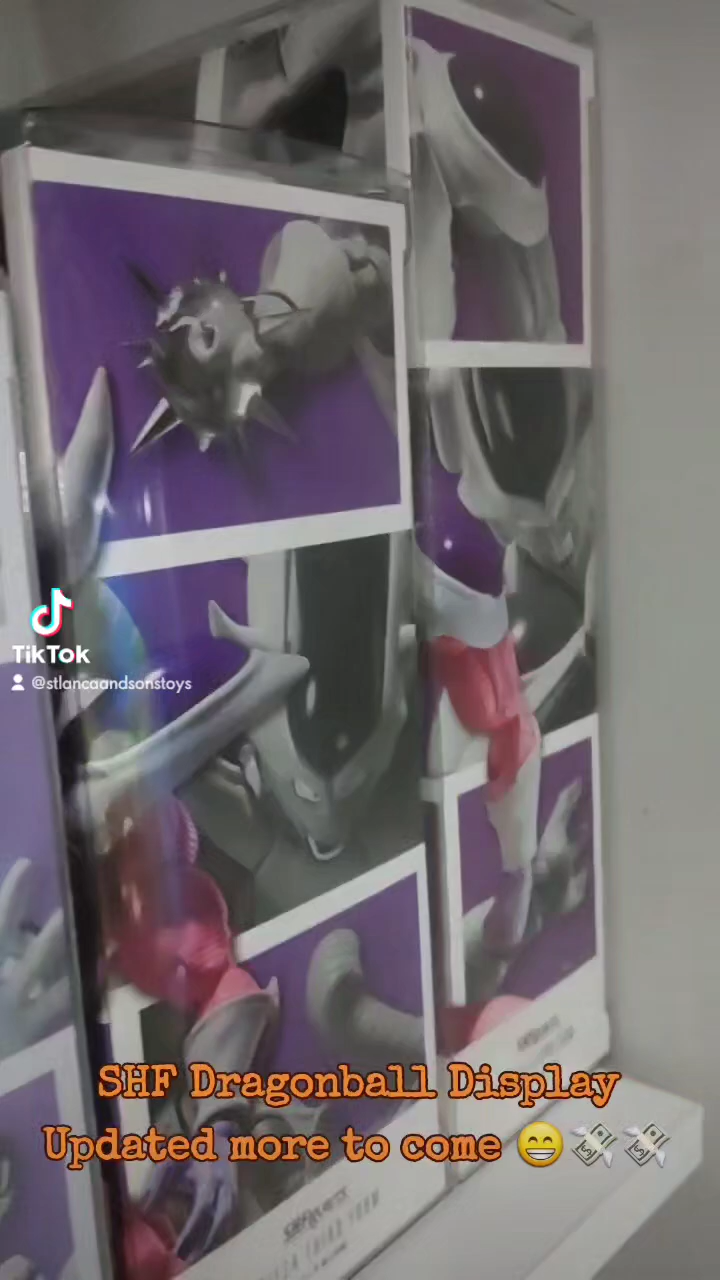 TikTok
@stlancaandsonstoys
SHF Dragonball Display
Updated more to come